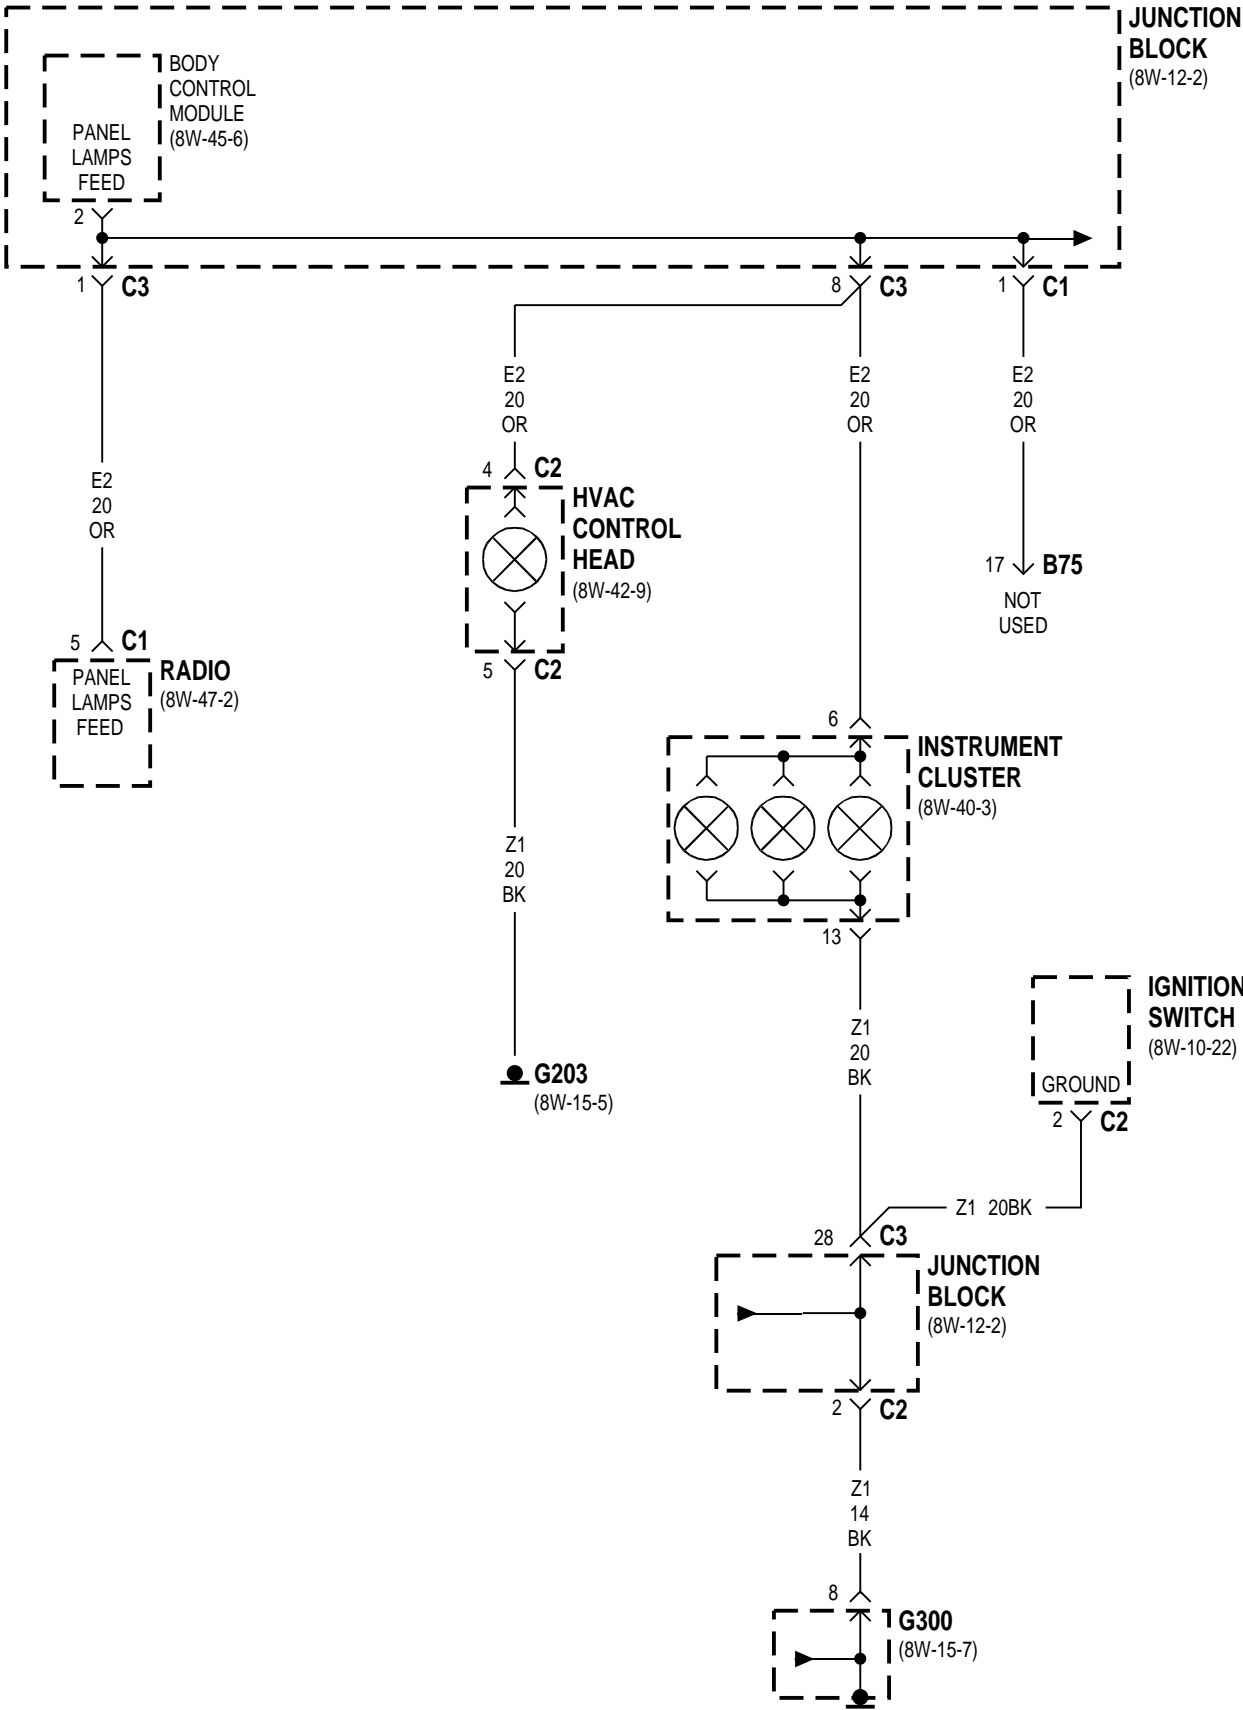 JUNCTION
BLOCK
(8W-12-2)
BODY
CONTROL
MODULE
(8W-45-6)
PANEL
LAMPS
FEED
2
1 C3
8 C3
1 C1
E2
20
OR
E2
20
OR
E2
20
OR
E2
20
OR
4 C2
HVAC
CONTROL
HEAD
(8W-42-9)
5 C2
17 B75
NOT
USED
5 C1
RADIO
(8W-47-2)
PANEL
LAMPS
FEED
6
INSTRUMENT
CLUSTER
(8W-40-3)
13
Z1
20
BK
G203
(8W-15-5)
Z1
20
BK
IGNITION
SWITCH
(8W-10-22)
GROUND
2 C2
Z1 20BK
28 C3
JUNCTION
BLOCK
(8W-12-2)
2 C2
Z1
14
BK
8
G300
(8W-15-7)